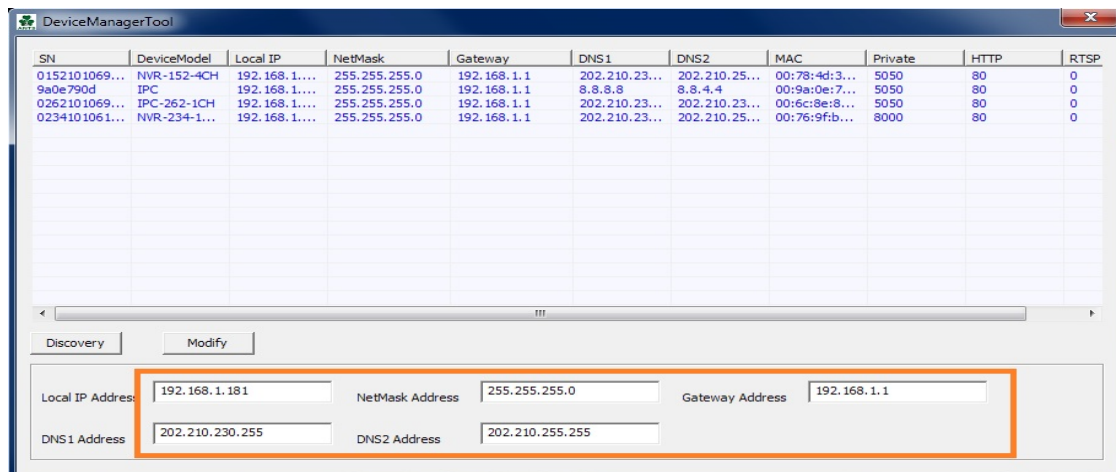 DeviceManagerTool
SN DeviceModel Local IP NetMask Gateway DNS1 DNS2 MAC Private HTTP RTSP
0152101069... NVR-152-4CH 192.168.1.... 255.255.255.0 192.168.1.1 202.210.23... 202.210.25... 00:78:4d:3... 5050 80 0
9a0e790d IPC 192.168.1.... 255.255.255.0 192.168.1.1 8.8.8.8 8.8.4.4 00:9a:0e:7... 5050 80 0
0262101069... IPC-262-1CH 192.168.1.... 255.255.255.0 192.168.1.1 202.210.23... 202.210.23... 00:6c:8e:8... 5050 80 0
0234101061... NVR-234-1... 192.168.1.... 255.255.255.0 192.168.1.1 202.210.23... 202.210.25... 00:76:9f:b... 8000 80 0
Discovery Modify
Local IP Address 192.168.1.181 NetMask Address 255.255.255.0 Gateway Address 192.168.1.1
DNS1 Address 202.210.230.255 DNS2 Address 202.210.255.255